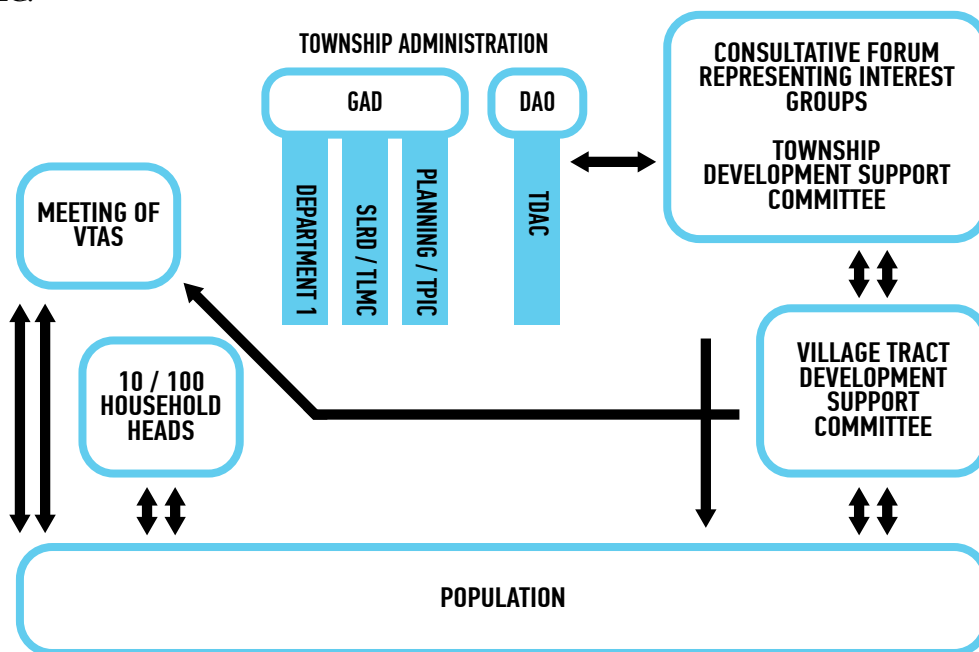 TOWNSHIP ADMINISTRATION
GAD
DAO
DEPARTMENT 1
SLRD / TLMC
PLANNING / TPIC
TDAC
CONSULTATIVE FORUM
REPRESENTING INTEREST
GROUPS
TOWNSHIP
DEVELOPMENT SUPPORT
COMMITTEE
MEETING OF
VTAS
10 / 100
HOUSEHOLD
HEADS
VILLAGE TRACT
DEVELOPMENT
SUPPORT
COMMITTEE
POPULATION